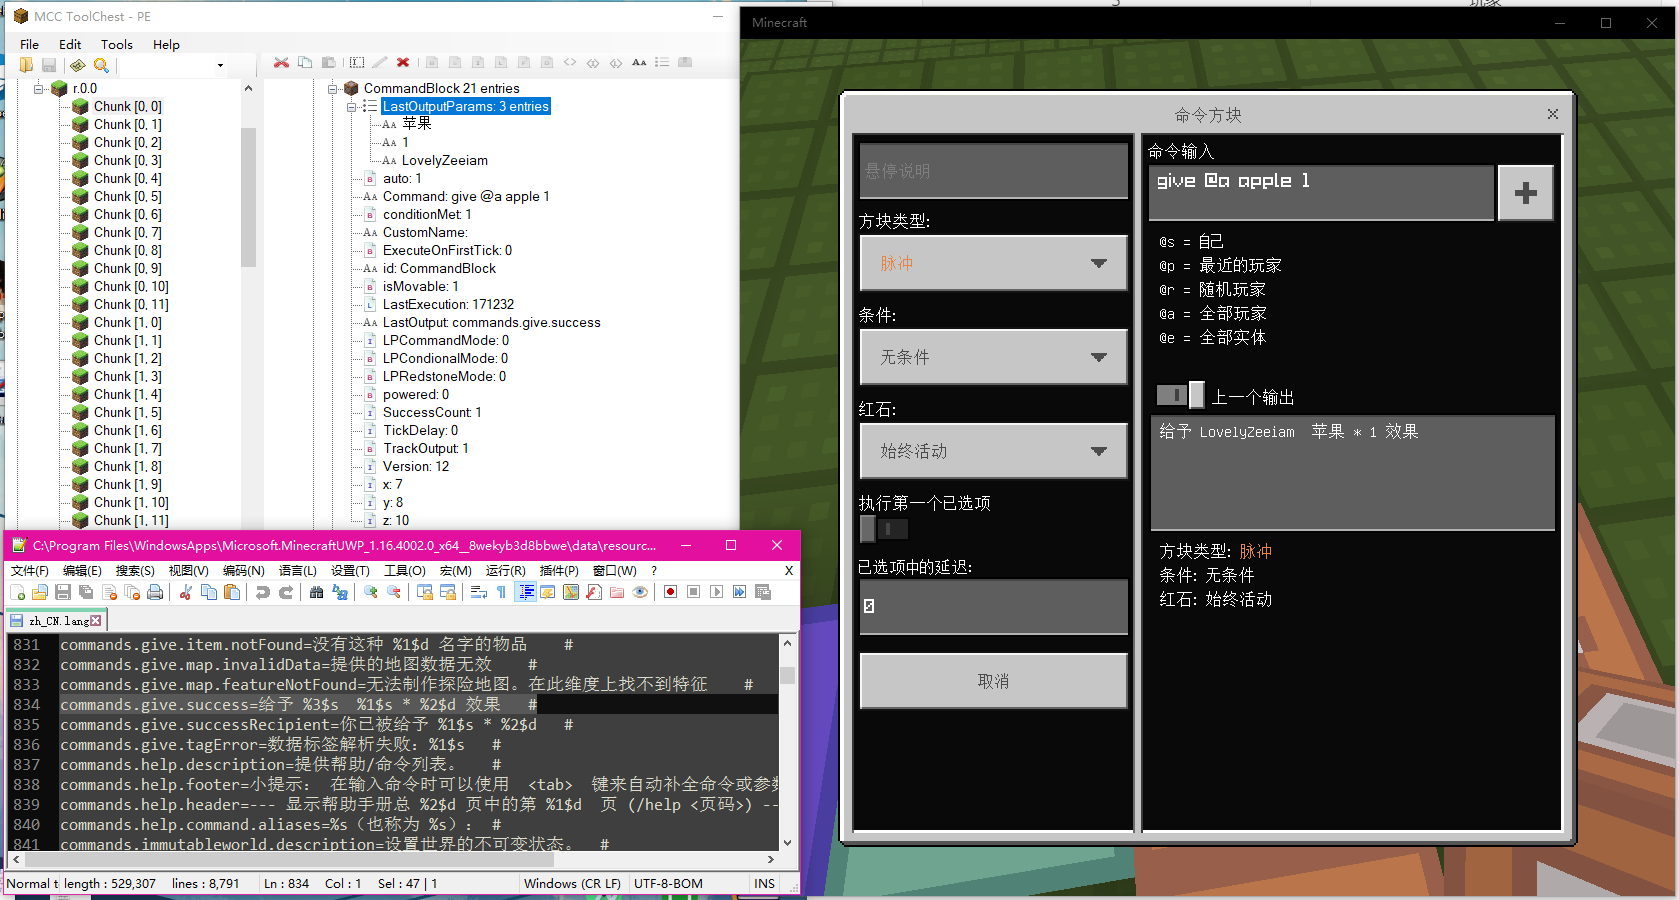 MCC ToolChest - PE
File Edit Tools Help
r.0.0
Chunk [0, 0]
Chunk [0, 1]
Chunk [0, 2]
Chunk [0, 3]
Chunk [0, 4]
Chunk [0, 5]
Chunk [0, 6]
Chunk [0, 7]
Chunk [0, 8]
Chunk [0, 9]
Chunk [0, 10]
Chunk [0, 11]
Chunk [1, 0]
Chunk [1, 1]
Chunk [1, 2]
Chunk [1, 3]
Chunk [1, 4]
Chunk [1, 5]
Chunk [1, 6]
Chunk [1, 7]
Chunk [1, 8]
Chunk [1, 9]
Chunk [1, 10]
Chunk [1, 11]
CommandBlock 21 entries
LastOutputParams: 3 entries
苹果
1
LovelyZeeiam
auto: 1
Command: give @a apple 1
conditionMet: 1
CustomName:
ExecuteOnFirstTick: 0
id: CommandBlock
isMovable: 1
LastExecution: 171232
LastOutput: commands.give.success
LPCommandMode: 0
LPCondionalMode: 0
LPRedstoneMode: 0
powered: 0
SuccessCount: 1
TickDelay: 0
TrackOutput: 1
Version: 12
x: 7
y: 8
z: 10
C:\Program Files\WindowsApps\Microsoft.MinecraftUWP_1.16.4002.0_x64__8wekyb3d8bbwe\data\resourc...
文件(F) 编辑(E) 搜索(S) 视图(V) 编码(N) 语言(L) 设置(T) 工具(O) 宏(M) 运行(R) 插件(P) 窗口(W) ? X
zh_CN.lang
831 commands.give.item.notFound=没有这种 %1$d 名字的物品 #
832 commands.give.map.invalidData=提供的地图数据无效 #
833 commands.give.map.featureNotFound=无法制作探险地图。在此维度上找不到特征 #
834 commands.give.success=给予 %3$s %1$s * %2$d 效果 #
835 commands.give.successRecipient=你已被给予 %1$s * %2$d #
836 commands.give.tagError=数据标签解析失败：%1$s #
837 commands.help.description=提供帮助/命令列表。 #
838 commands.help.footer=小提示： 在输入命令时可以使用 <tab> 键来自动补全命令或参数
839 commands.help.header=--- 显示帮助手册总 %2$d 页中的第 %1$d 页 (/help <页码>) --
840 commands.help.command.aliases=%s（也称为 %s）： #
841 commands.immutableworld.description=设置世界的不可变状态。 #
Normal t length : 529,307 lines : 8,791 Ln : 834 Col : 1 Sel : 47 | 1 Windows (CR LF) UTF-8-BOM INS
Minecraft
命令方块
悬停说明
方块类型:
脉冲
条件:
无条件
红石:
始终活动
执行第一个已选项
已选项中的延迟:
0
取消
命令输入
give @a apple 1
@s = 自己
@p = 最近的玩家
@r = 随机玩家
@a = 全部玩家
@e = 全部实体
上一个输出
给予 LovelyZeeiam 苹果 * 1 效果
方块类型: 脉冲
条件: 无条件
红石: 始终活动